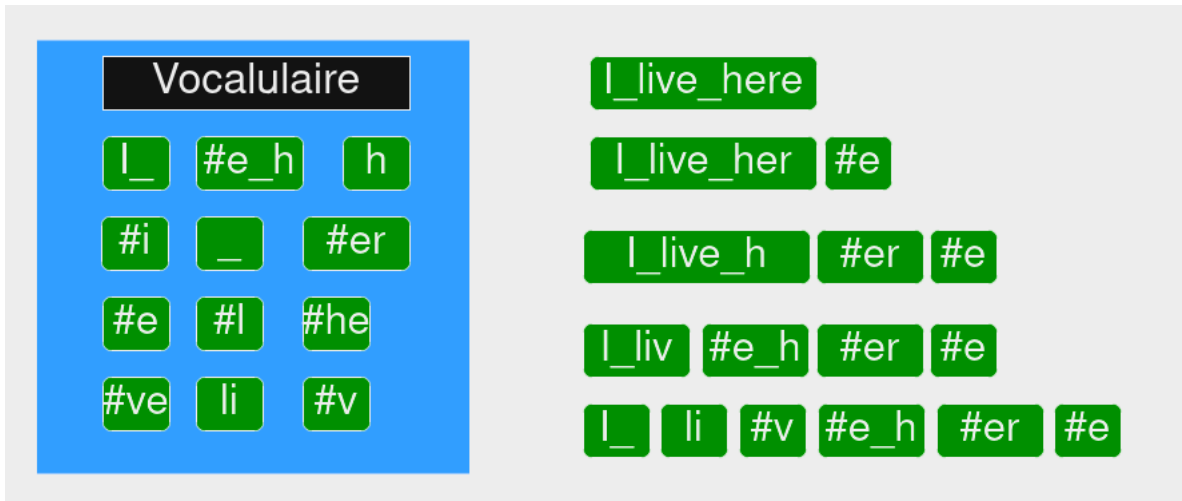 Vocalulaire
I_ #e_h h
#i _ #er
#e #l #he
#ve li #v
I_live_here
I_live_her #e
I_live_h #er #e
I_liv #e_h #er #e
I_ li #v #e_h #er #e